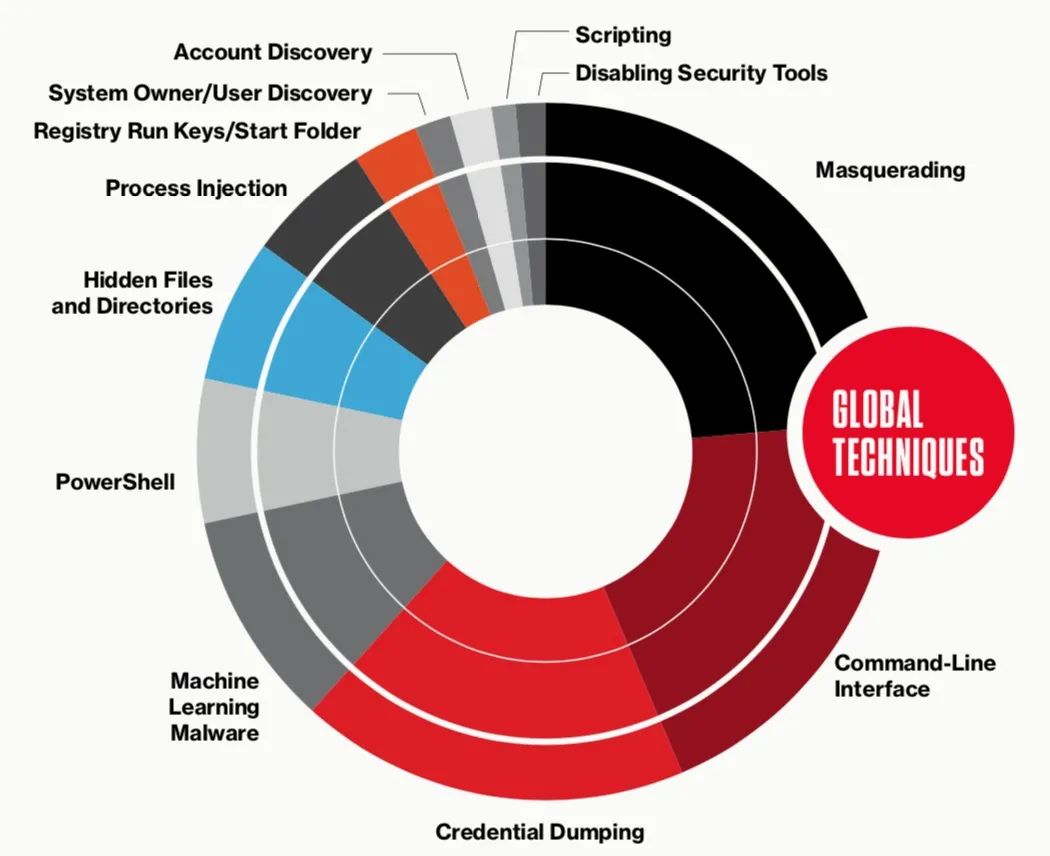 Scripting
Account Discovery
Disabling Security Tools
System Owner/User Discovery
Registry Run Keys/Start Folder
Masquerading
Process Injection
Hidden Files
and Directories
GLOBAL
TECHNIQUES
PowerShell
Command-Line
Interface
Machine
Learning
Malware
Credential Dumping